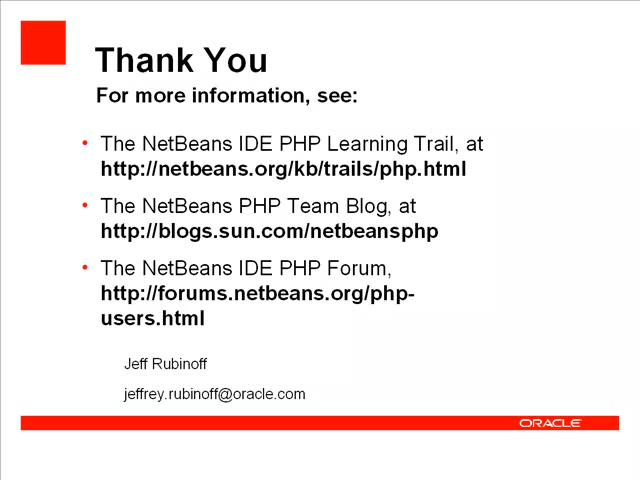 Thank You
For more information, see:
• The NetBeans IDE PHP Learning Trail, at
http://netbeans.org/kb/trails/php.html
• The NetBeans PHP Team Blog, at
http://blogs.sun.com/netbeansphp
• The NetBeans IDE PHP Forum,
http://forums.netbeans.org/php-
users.html
Jeff Rubinoff
jeffrey.rubinoff@oracle.com
ORACLE